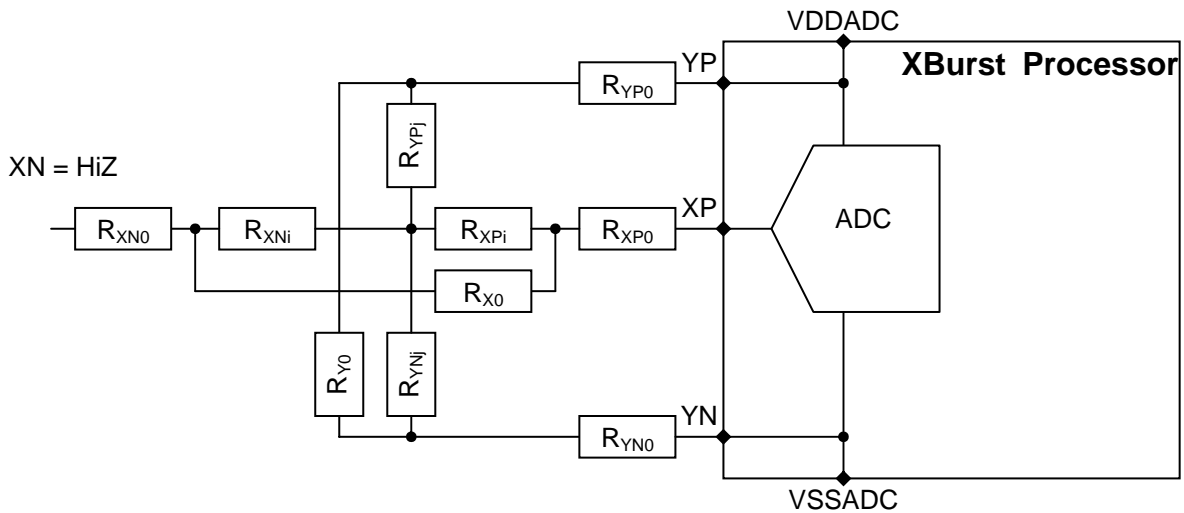 VDDADC
XBurst Processor
YP
RYP0
RYPj
XN = HiZ
XP
RXN0
RXNi
RXPi
RXP0
ADC
RX0
RY0
RYNj
YN
RYN0
VSSADC